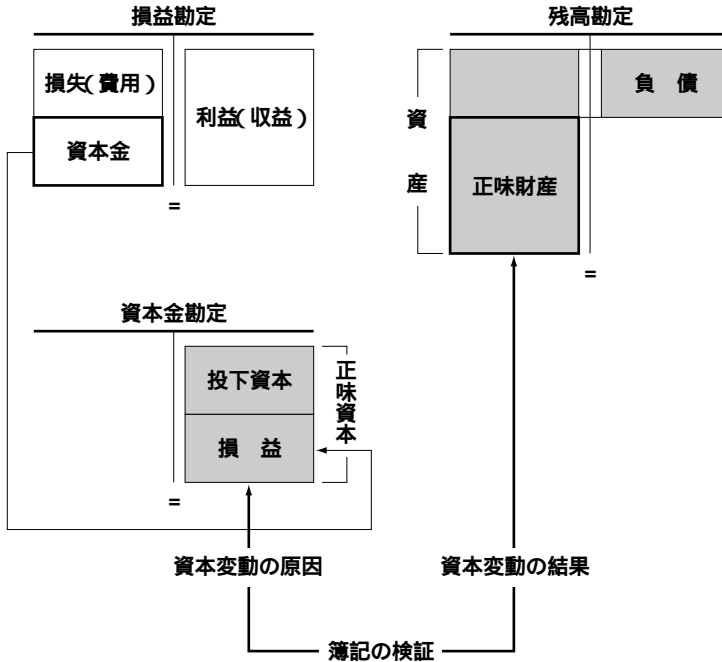 損益勘定
損失(費用)
利益(収益)
資本金
=
残高勘定
負 債
資産
正味財産
=
資本金勘定
投下資本
損 益
正味資本
=
資本変動の原因
資本変動の結果
簿記の検証